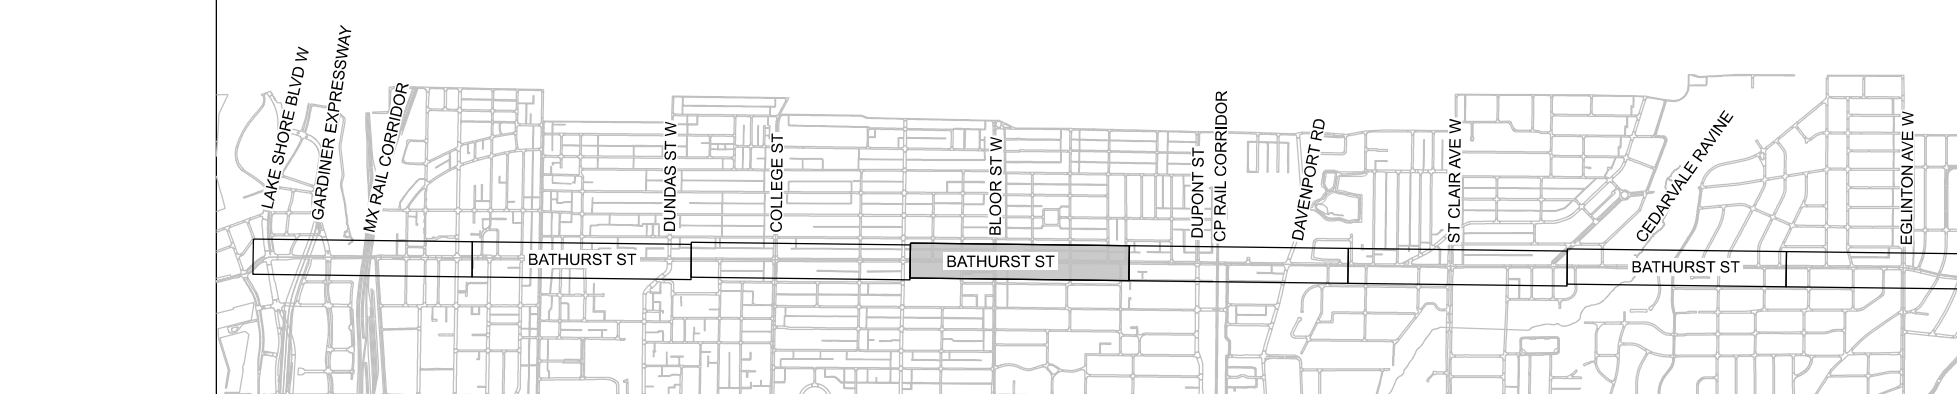 LAKE SHORE BLVD W
GARDINER EXPRESSWAY
MX RAIL CORRIDOR
DUNDAS ST W
COLLEGE ST
BLOOR ST W
DUPONT ST
CP RAIL CORRIDOR
DAVENPORT RD
ST CLAIR AVE W
CEDARVALE RAVINE
EGLINTON AVE W
BATHURST ST
BATHURST ST
BATHURST ST